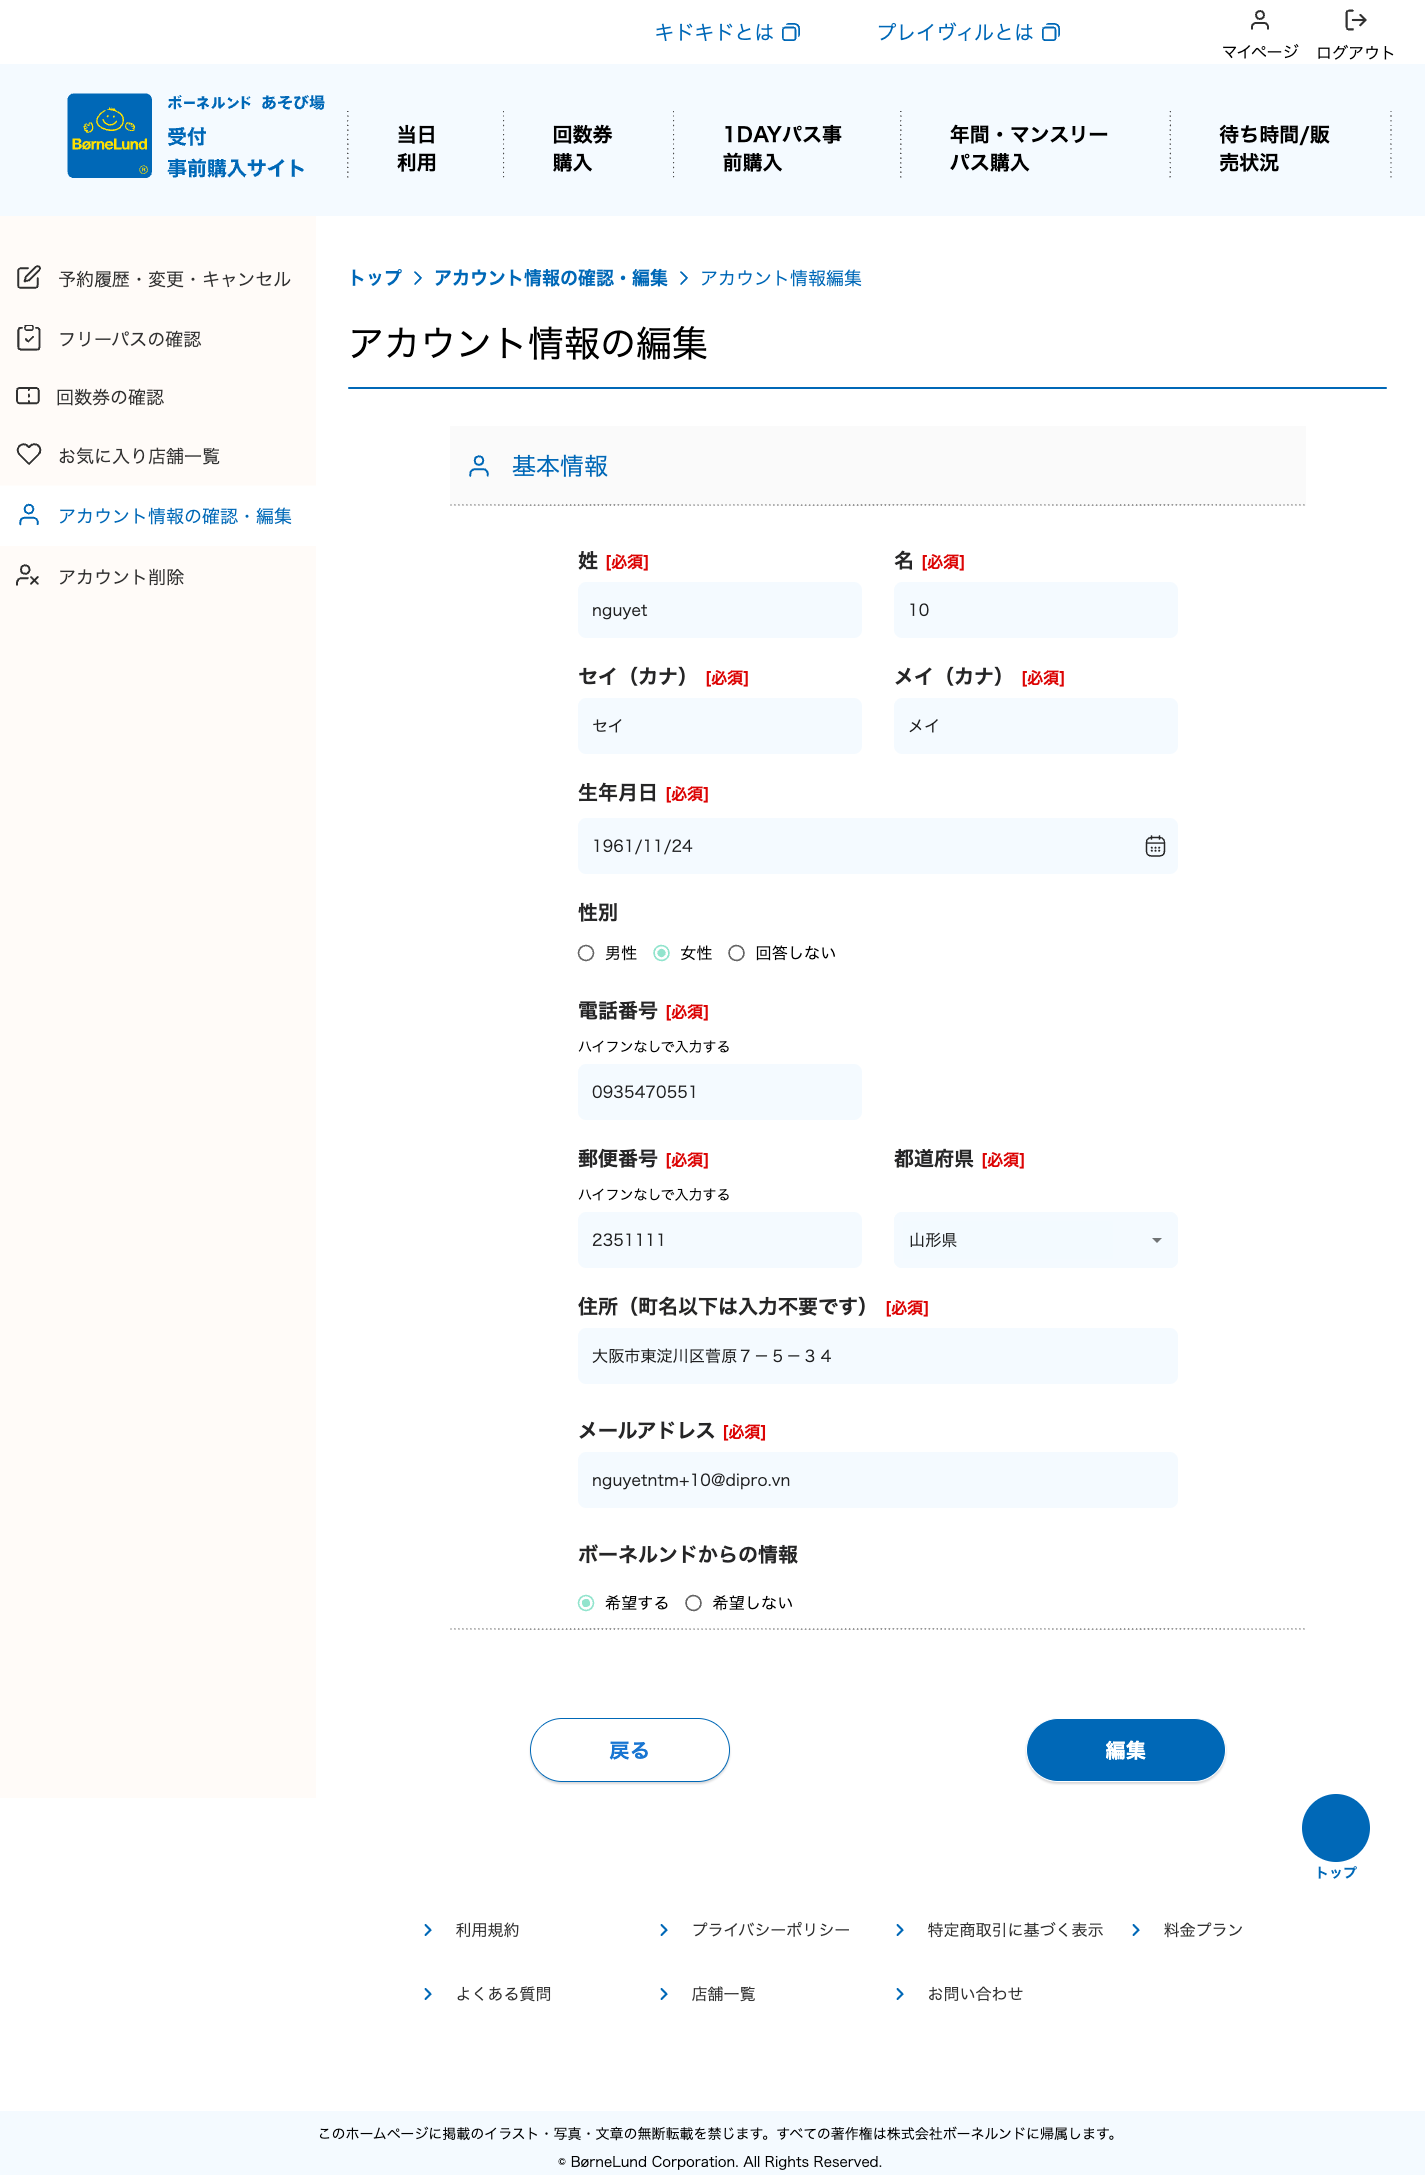 キドキドとは
プレイヴィルとは
マイページ
ログアウト
BørneLund
ボーネルンド あそび場
受付
事前購入サイト
当日
利用
回数券
購入
1DAYパス事
前購入
年間・マンスリー
パス購入
待ち時間/販
売状況
予約履歴・変更・キャンセル
フリーパスの確認
回数券の確認
お気に入り店舗一覧
アカウント情報の確認・編集
アカウント削除
トップ > アカウント情報の確認・編集 > アカウント情報編集
アカウント情報の編集
基本情報
姓 [必須]
名 [必須]
nguyet
10
セイ（カナ） [必須]
メイ（カナ） [必須]
セイ
メイ
生年月日 [必須]
1961/11/24
性別
男性 女性 回答しない
電話番号 [必須]
ハイフンなしで入力する
0935470551
郵便番号 [必須]
都道府県 [必須]
ハイフンなしで入力する
2351111
山形県
住所（町名以下は入力不要です） [必須]
大阪市東淀川区菅原７－５－３４
メールアドレス [必須]
nguyetntm+10@dipro.vn
ボーネルンドからの情報
希望する 希望しない
戻る
編集
トップ
利用規約
プライバシーポリシー
特定商取引に基づく表示
料金プラン
よくある質問
店舗一覧
お問い合わせ
このホームページに掲載のイラスト・写真・文章の無断転載を禁じます。すべての著作権は株式会社ボーネルンドに帰属します。
© BørneLund Corporation. All Rights Reserved.